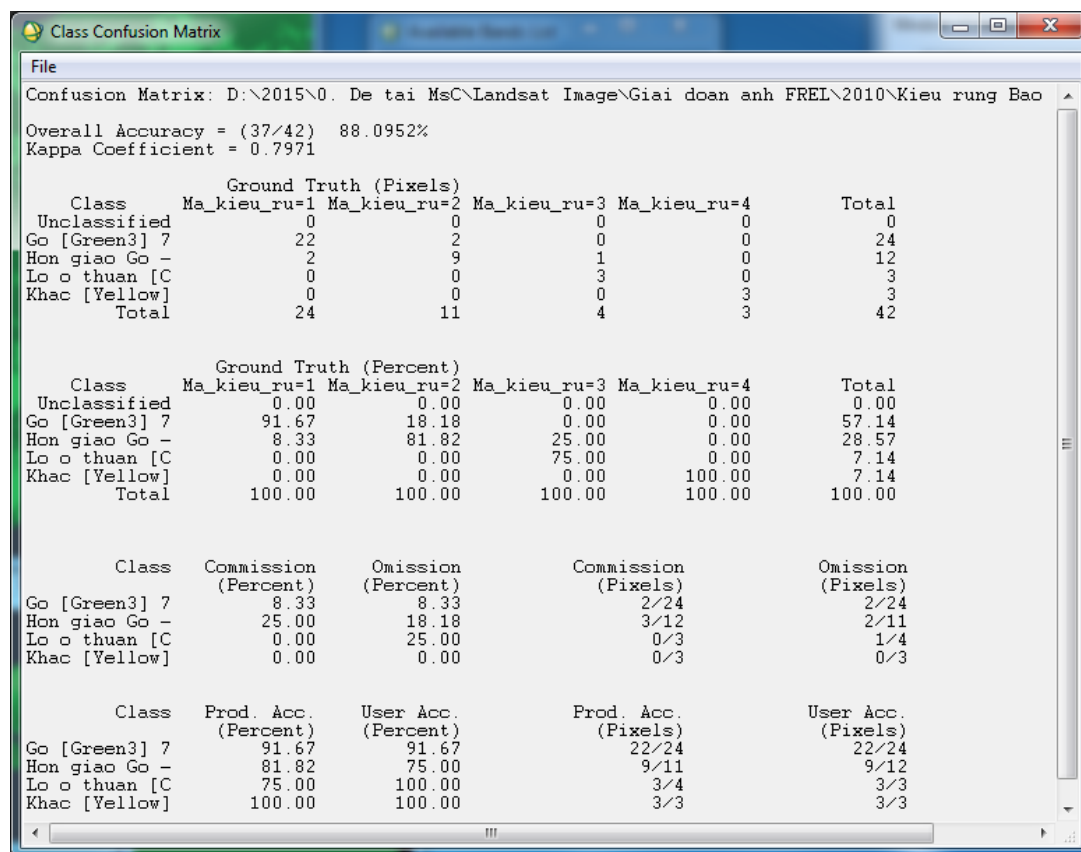 Class Confusion Matrix
File
Confusion Matrix: D:\2015\0. De tai MsC\Landsat Image\Giai doan anh FREL\2010\Kieu rung Bao
Overall Accuracy = (37/42) 88.0952%
Kappa Coefficient = 0.7971
Ground Truth (Pixels)
Class Ma_kieu_ru=1 Ma_kieu_ru=2 Ma_kieu_ru=3 Ma_kieu_ru=4 Total
Unclassified 0 0 0 0 0
Go [Green3] 7 22 2 0 0 24
Hon giao Go - 2 9 1 0 12
Lo o thuan [C 0 0 3 0 3
Khac [Yellow] 0 0 0 3 3
Total 24 11 4 3 42
Ground Truth (Percent)
Class Ma_kieu_ru=1 Ma_kieu_ru=2 Ma_kieu_ru=3 Ma_kieu_ru=4 Total
Unclassified 0.00 0.00 0.00 0.00 0.00
Go [Green3] 7 91.67 18.18 0.00 0.00 57.14
Hon giao Go - 8.33 81.82 25.00 0.00 28.57
Lo o thuan [C 0.00 0.00 75.00 0.00 7.14
Khac [Yellow] 0.00 0.00 0.00 100.00 7.14
Total 100.00 100.00 100.00 100.00 100.00
Class Commission Omission Commission Omission
(Percent) (Percent) (Pixels) (Pixels)
Go [Green3] 7 8.33 8.33 2/24 2/24
Hon giao Go - 25.00 18.18 3/12 2/11
Lo o thuan [C 0.00 25.00 0/3 1/4
Khac [Yellow] 0.00 0.00 0/3 0/3
Class Prod. Acc. User Acc. Prod. Acc. User Acc.
(Percent) (Percent) (Pixels) (Pixels)
Go [Green3] 7 91.67 91.67 22/24 22/24
Hon giao Go - 81.82 75.00 9/11 9/12
Lo o thuan [C 75.00 100.00 3/4 3/3
Khac [Yellow] 100.00 100.00 3/3 3/3